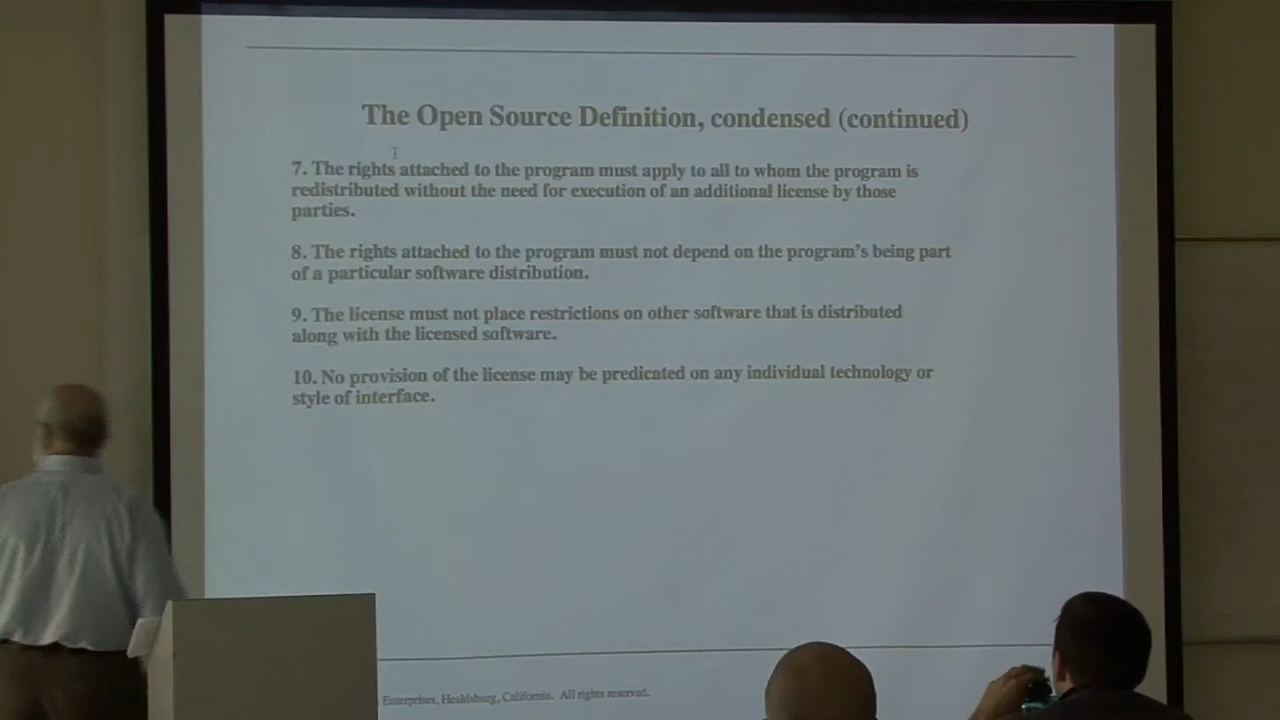 The Open Source Definition, condensed (continued)
7. The rights attached to the program must apply to all to whom the program is
redistributed without the need for execution of an additional license by those
parties.
8. The rights attached to the program must not depend on the program's being part
of a particular software distribution.
9. The license must not place restrictions on other software that is distributed
along with the licensed software.
10. No provision of the license may be predicated on any individual technology or
style of interface.
Enterprises, Healdsburg, California. All rights reserved.